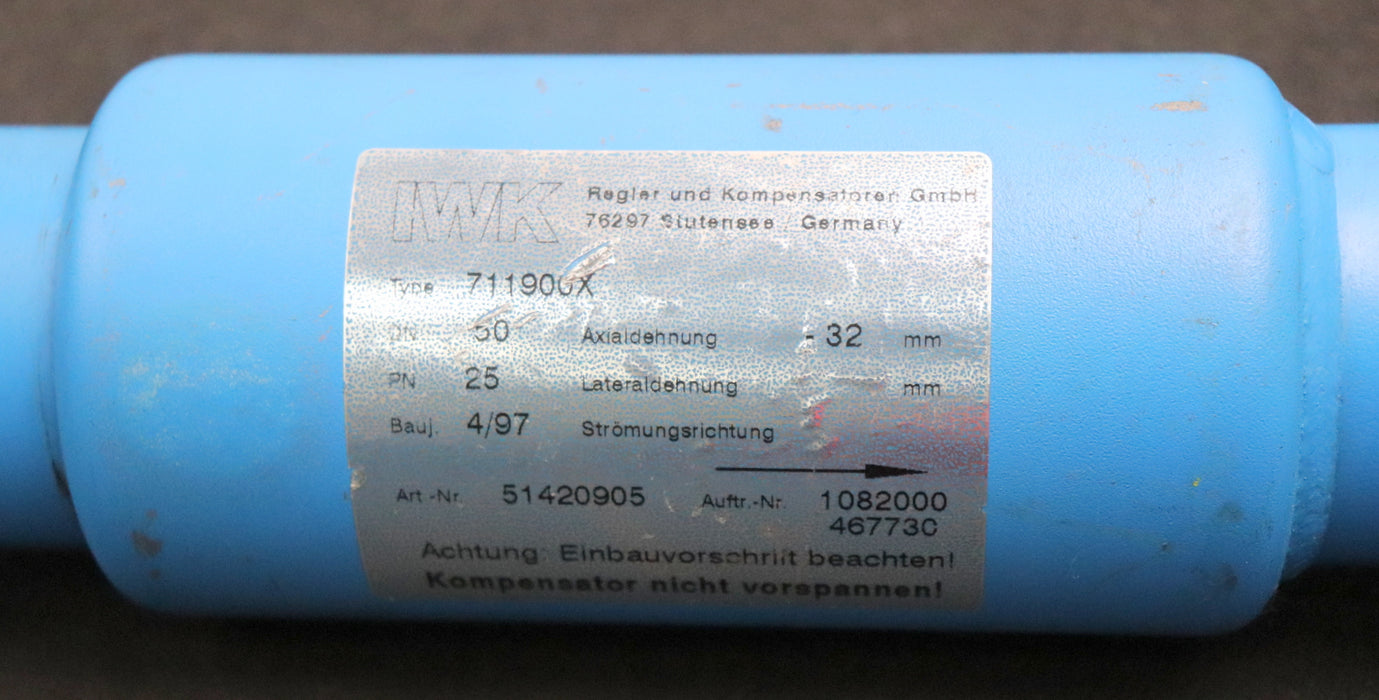 IWK Regler und Kompensatoren GmbH
76297 Stutensee / Germany
Type 711900X
DN 50 Axialdehnung - 32 mm
PN 25 Lateraldehnung mm
Bauj. 4/97 Strömungsrichtung
Art.-Nr. 51420905 Auftr.-Nr. 1082000
467730
Achtung: Einbauvorschrift beachten!
Kompensator nicht vorspannen!